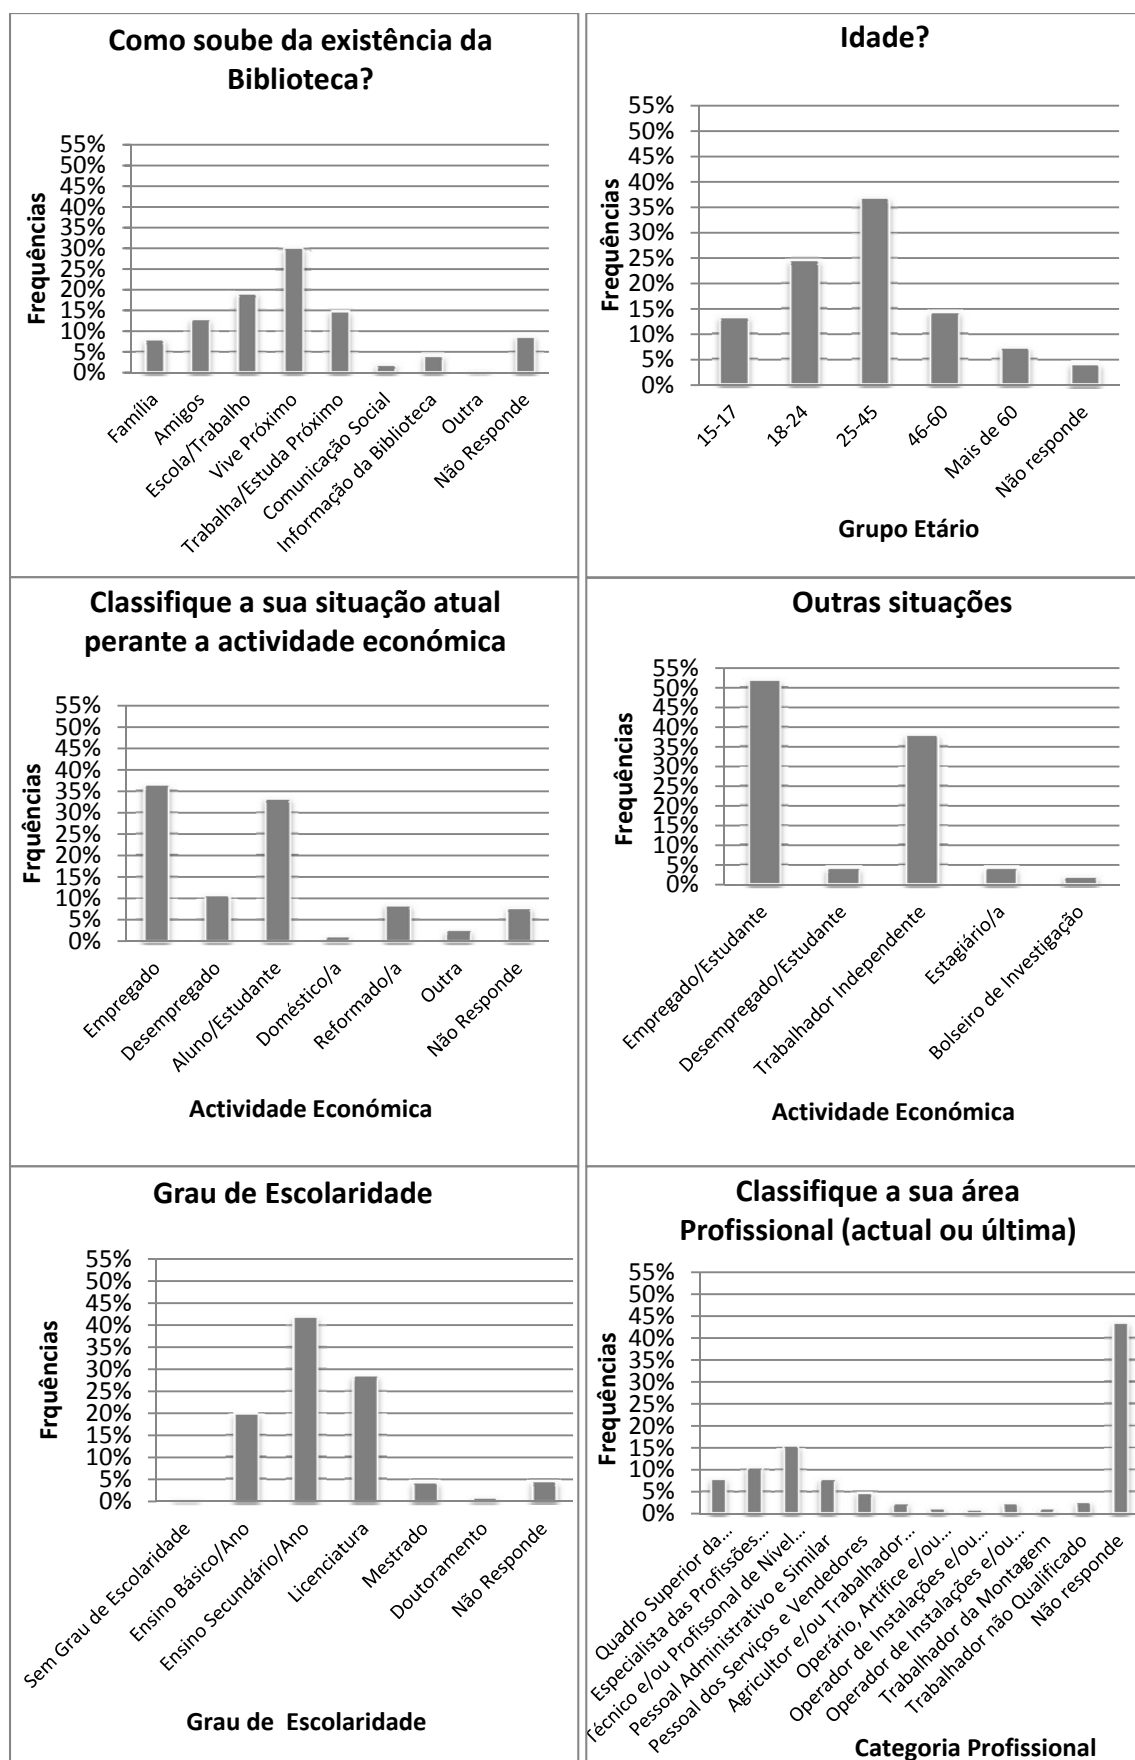 Como soube da existência da
Biblioteca?
Frequências
55%
50%
45%
40%
35%
30%
25%
20%
15%
10%
5%
0%
Família
Amigos
Escola/Trabalho
Vive Próximo
Trabalha/Estuda Próximo
Comunicação Social
Informação da Biblioteca
Outra
Não Responde
Idade?
Frequências
55%
50%
45%
40%
35%
30%
25%
20%
15%
10%
5%
0%
15-17
18-24
25-45
46-60
Mais de 60
Não responde
Grupo Etário
Classifique a sua situação atual
perante a actividade económica
Frquências
55%
50%
45%
40%
35%
30%
25%
20%
15%
10%
5%
0%
Empregado
Desempregado
Aluno/Estudante
Doméstico/a
Reformado/a
Outra
Não Responde
Actividade Económica
Outras situações
Frequências
55%
50%
45%
40%
35%
30%
25%
20%
15%
10%
5%
0%
Empregado/Estudante
Desempregado/Estudante
Trabalhador Independente
Estagiário/a
Bolseiro de Investigação
Actividade Económica
Grau de Escolaridade
Frquências
55%
50%
45%
40%
35%
30%
25%
20%
15%
10%
5%
0%
Sem Grau de Escolaridade
Ensino Básico/Ano
Ensino Secundário/Ano
Licenciatura
Mestrado
Doutoramento
Não Responde
Grau de Escolaridade
Classifique a sua área
Profissional (actual ou última)
Frequências
55%
50%
45%
40%
35%
30%
25%
20%
15%
10%
5%
0%
Quadro Superior da...
Especialista das Profissões...
Técnico e/ou Profissional de Nível...
Pessoal Administrativo e Similar
Pessoal dos Serviços e Vendedores
Agricultor e/ou Trabalhador...
Operário, Artífice e/ou...
Operador de Instalações e/ou...
Operador de Instalações e/ou...
Trabalhador da Montagem
Trabalhador não Qualificado
Não responde
Categoria Profissional